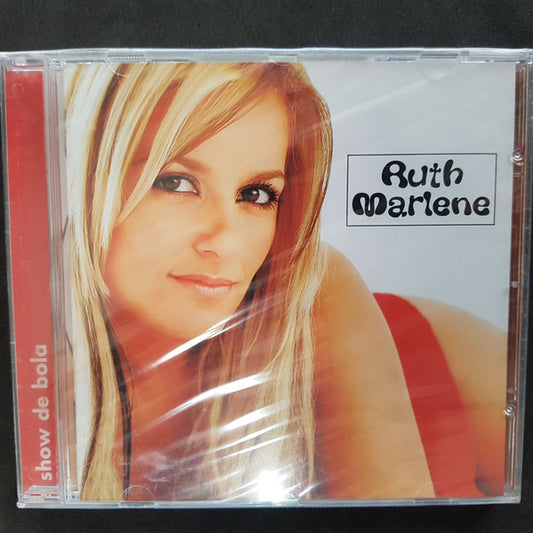 Ruth
Marlene
show de bola